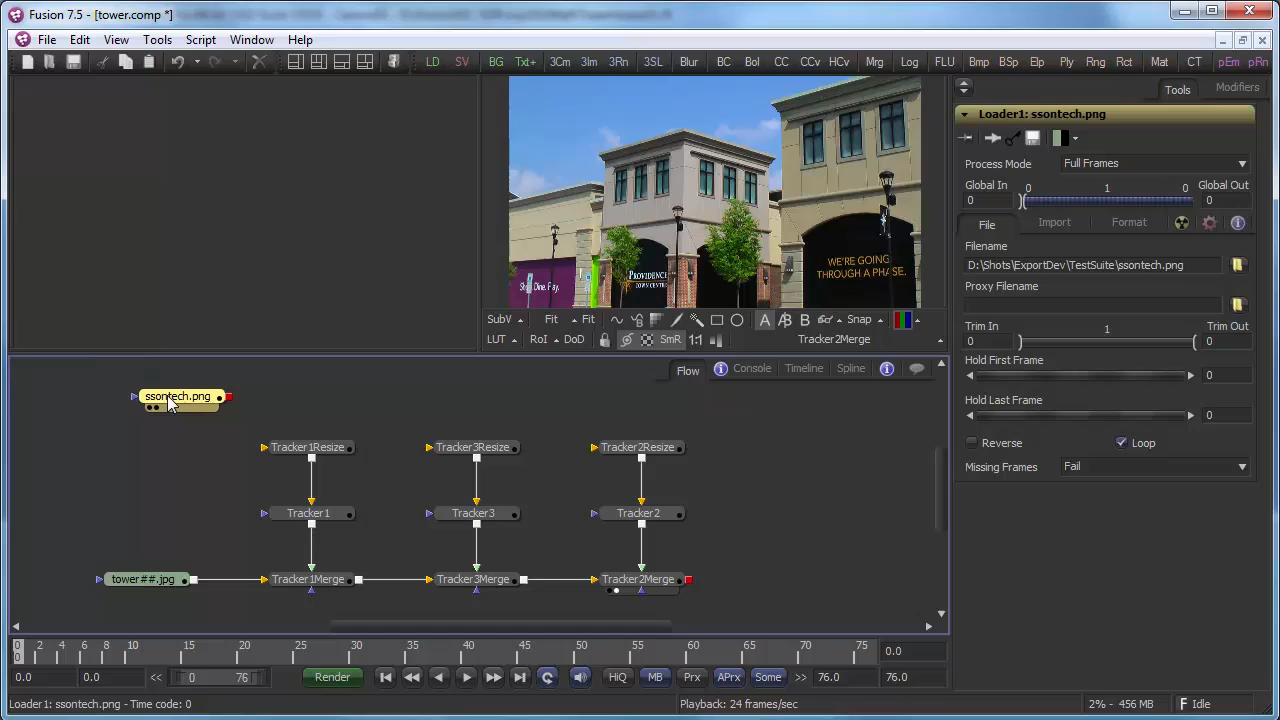 Fusion 7.5 - [tower.comp *]
File Edit View Tools Script Window Help
LD SV BG Txt+ 3Cm 3Im 3Rn 3SL Blur BC Bol CC CCv HCv Mrg Log FLU Bmp BSp Elp Ply Rng Rct Mat CT pEm pRn
Tools Modifiers
Loader1: ssontech.png
Process Mode Full Frames
Global In 0 1 0 Global Out
0 0
File Import Format
Filename
D:\Shots\ExportDev\TestSuite\ssontech.png
Proxy Filename
Trim In 1 Trim Out
0 0
Hold First Frame
0
Hold Last Frame
0
Reverse Loop
Missing Frames Fail
PROVIDENCE
TOWN CENTRE
WE'RE GOING
THROUGH A PHASE.
SubV Fit Fit A B B Snap
LUT RoI DoD SmR 1:1 Tracker2Merge
Flow Console Timeline Spline
ssontech.png
Tracker1Resize Tracker3Resize Tracker2Resize
Tracker1 Tracker3 Tracker2
tower##.jpg Tracker1Merge Tracker3Merge Tracker2Merge
0 2 4 6 8 10 15 20 25 30 35 40 45 50 55 60 65 70 75 0.0
0
0.0 0.0 << 0 76 Render HiQ MB Prx APrx Some >> 76.0 76.0
Loader1: ssontech.png - Time code: 0 Playback: 24 frames/sec 2% - 456 MB F Idle